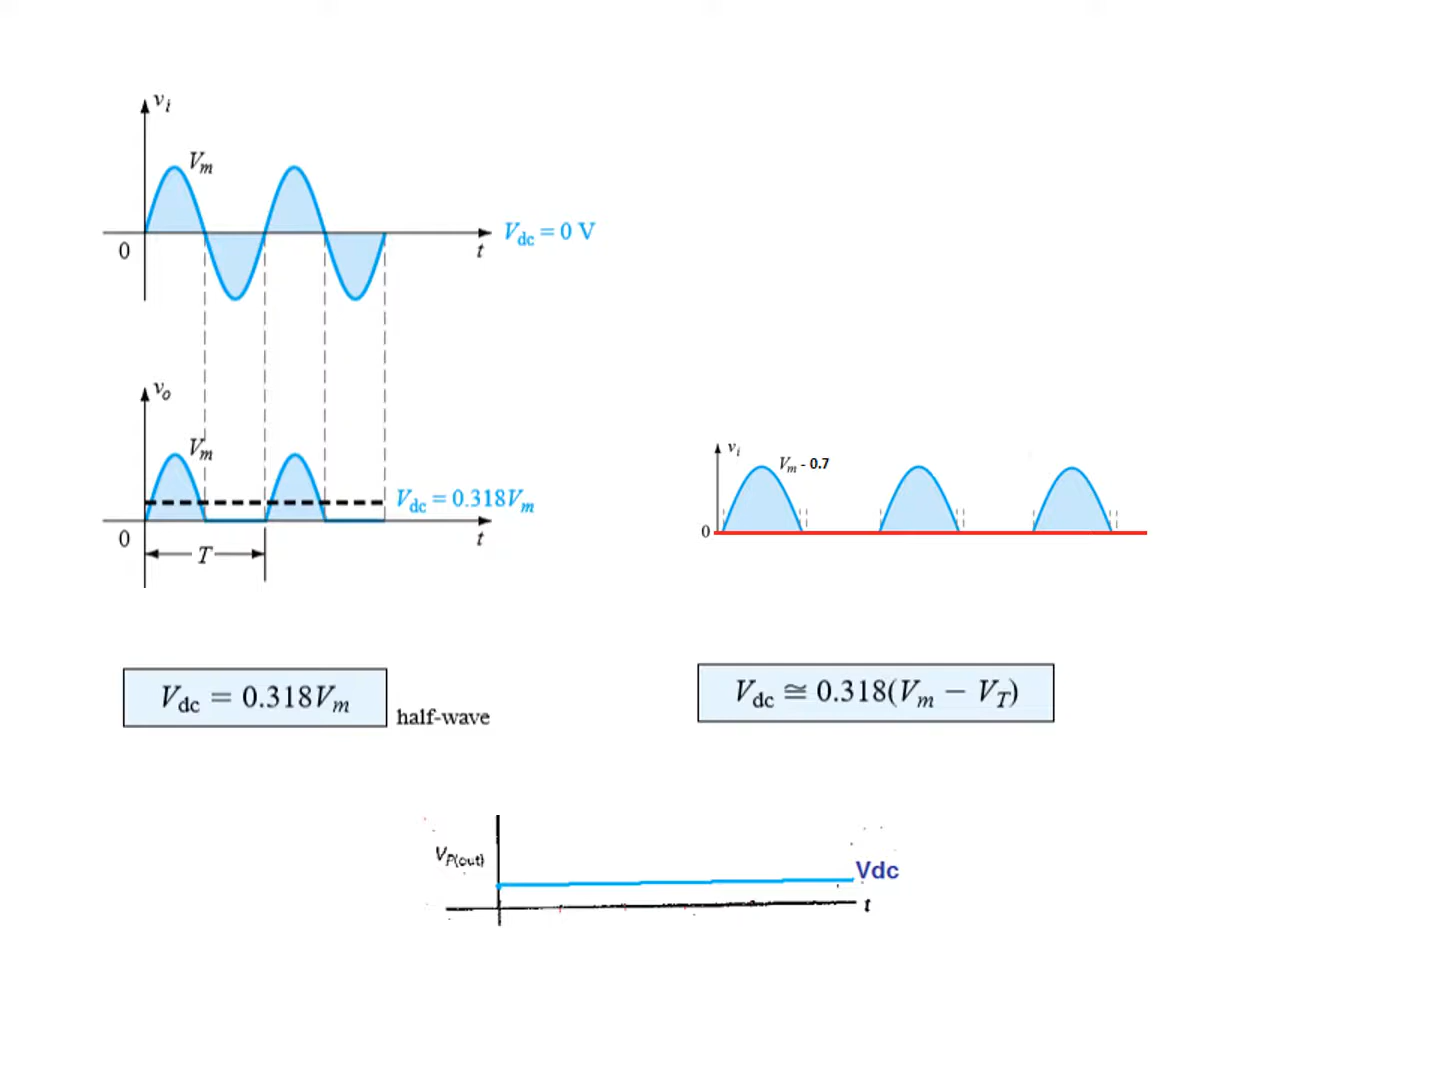 vi
Vm
0
t
Vdc = 0 V
vo
Vm
Vdc = 0.318Vm
0
t
T
vi
Vm - 0.7
0
Vdc = 0.318Vm
half-wave
Vdc ≅ 0.318(Vm − VT)
VP(out)
Vdc
t